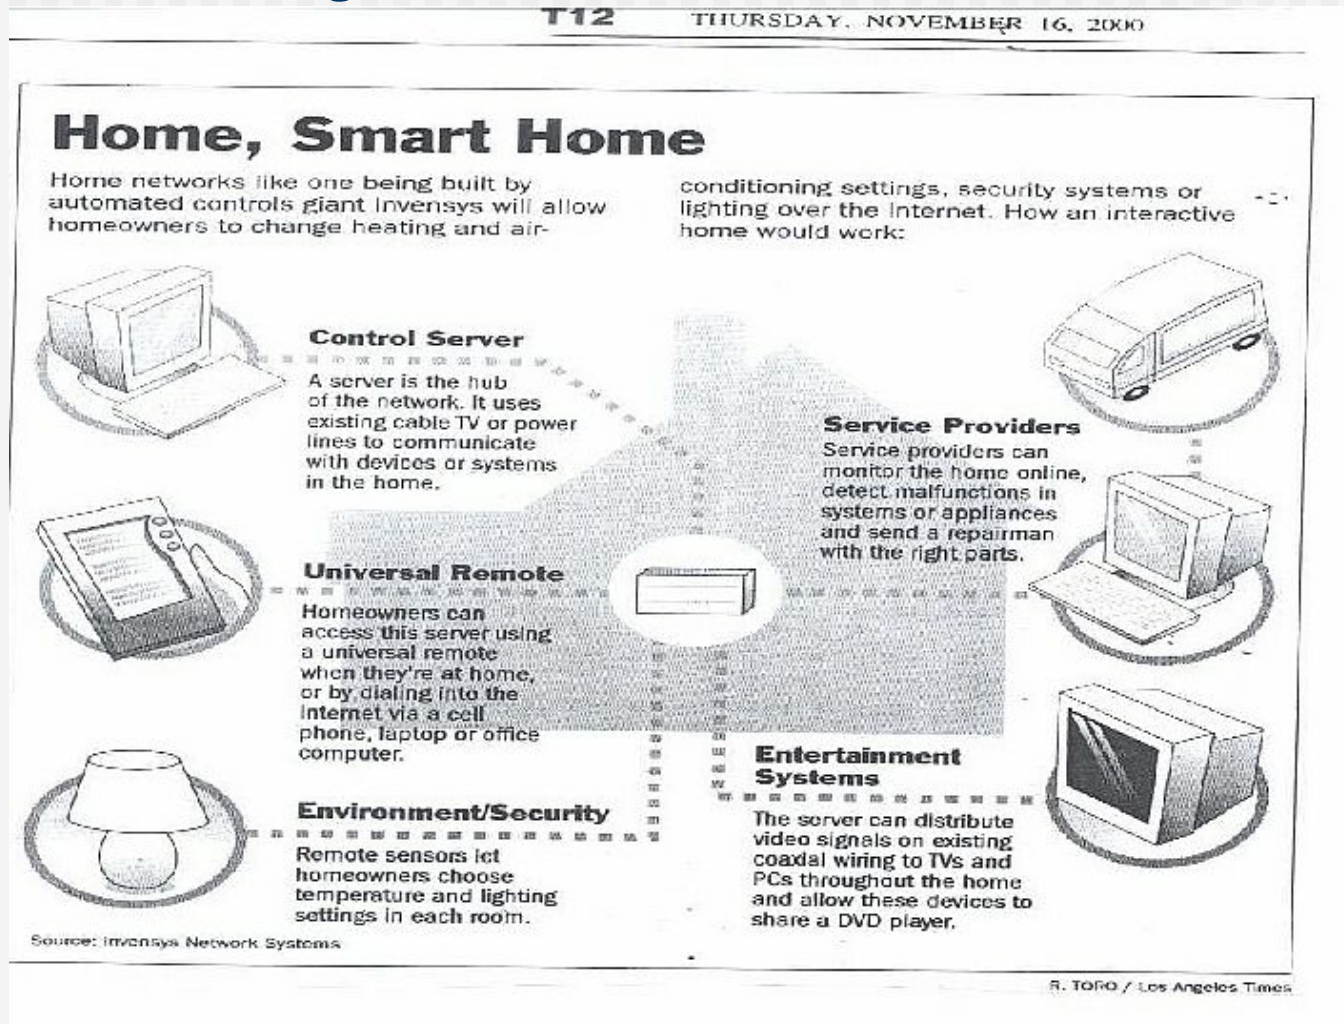 T12
THURSDAY, NOVEMBER 16, 2000
Home, Smart Home
Home networks like one being built by
automated controls giant Invensys will allow
homeowners to change heating and air-
conditioning settings, security systems or
lighting over the Internet. How an interactive
home would work:
Control Server
A server is the hub
of the network. It uses
existing cable TV or power
lines to communicate
with devices or systems
in the home.
Service Providers
Service providers can
monitor the home online,
detect malfunctions in
systems or appliances
and send a repairman
with the right parts.
Universal Remote
Homeowners can
access this server using
a universal remote
when they're at home,
or by dialing into the
Internet via a cell
phone, laptop or office
computer.
Environment/Security
Remote sensors let
homeowners choose
temperature and lighting
settings in each room.
Entertainment
Systems
The server can distribute
video signals on existing
coaxial wiring to TVs and
PCs throughout the home
and allow these devices to
share a DVD player.
Source: Invensys Network Systems
R. TORO / Los Angeles Times